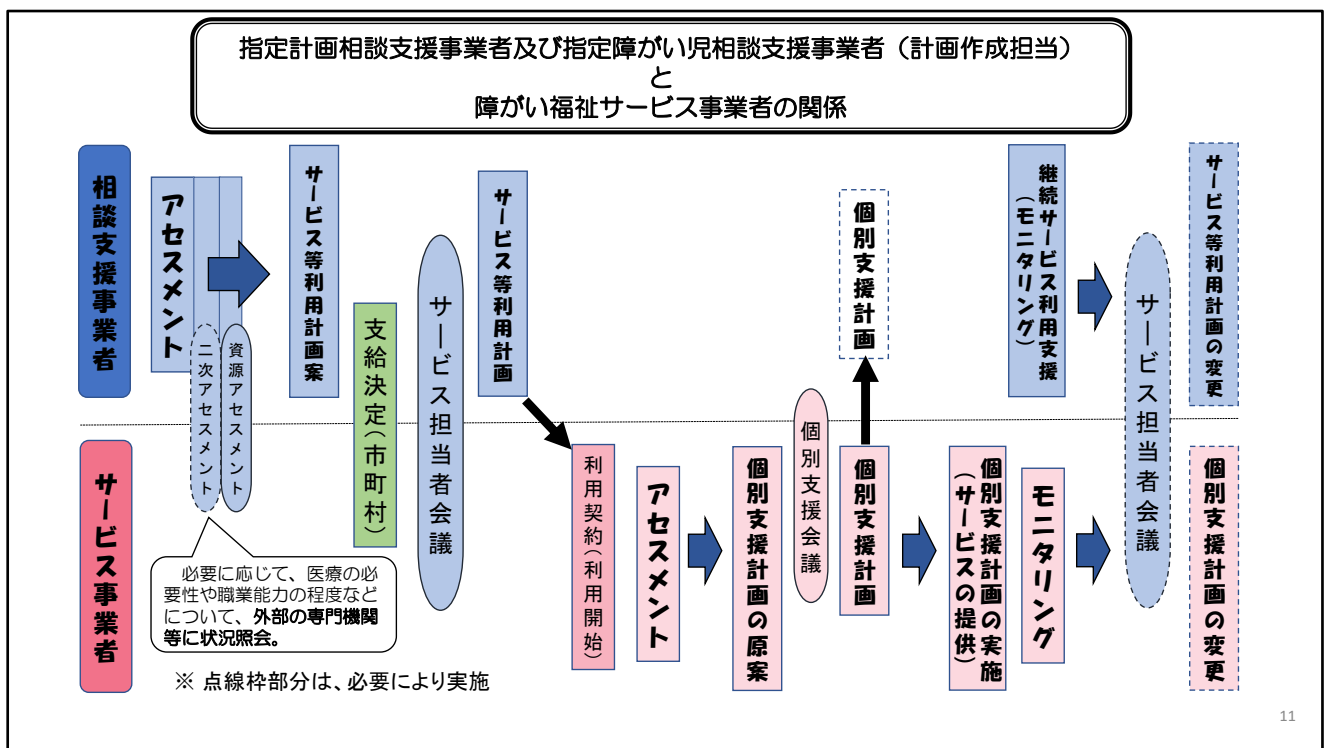 指定計画相談支援事業者及び指定障がい児相談支援事業者（計画作成担当）
と
障がい福祉サービス事業者の関係
相談支援事業者
アセスメント
二次アセスメント
資源アセスメント
サービス等利用計画案
支給決定（市町村）
サービス担当者会議
サービス等利用計画
個別支援計画
継続サービス利用支援
（モニタリング）
サービス担当者会議
サービス等利用計画の変更
サービス事業者
必要に応じて、医療の必
要性や職業能力の程度など
について、外部の専門機関
等に状況照会。
利用契約（利用開始）
アセスメント
個別支援計画の原案
個別支援会議
個別支援計画
個別支援計画の実施
（サービスの提供）
モニタリング
個別支援計画の変更
※ 点線枠部分は、必要により実施
11